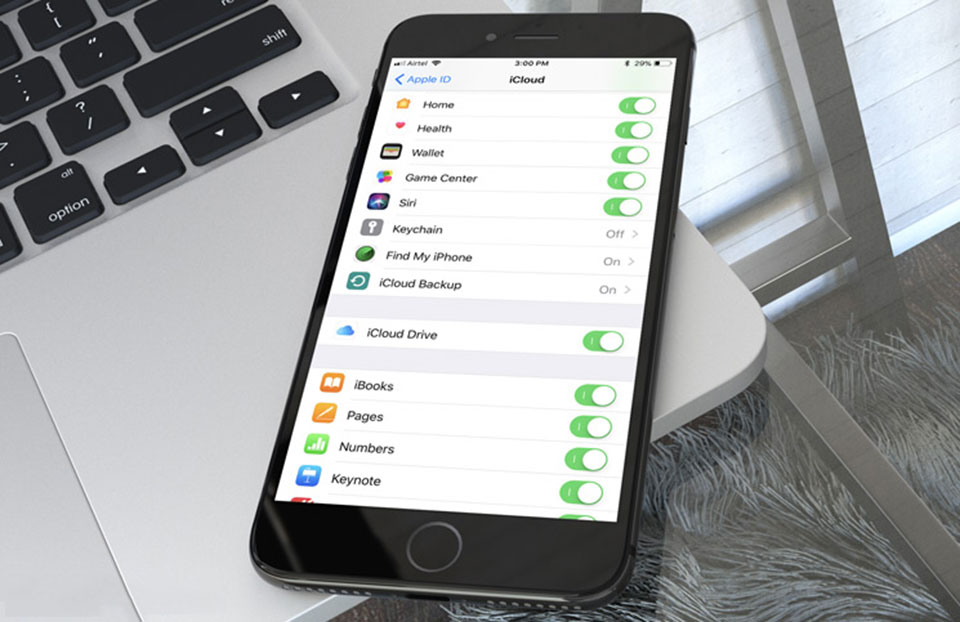 shift
alt
option
Airtel 3:00 PM 29%
Apple ID iCloud
Home
Health
Wallet
Game Center
Siri
Keychain Off
Find My iPhone On
iCloud Backup On
iCloud Drive
iBooks
Pages
Numbers
Keynote